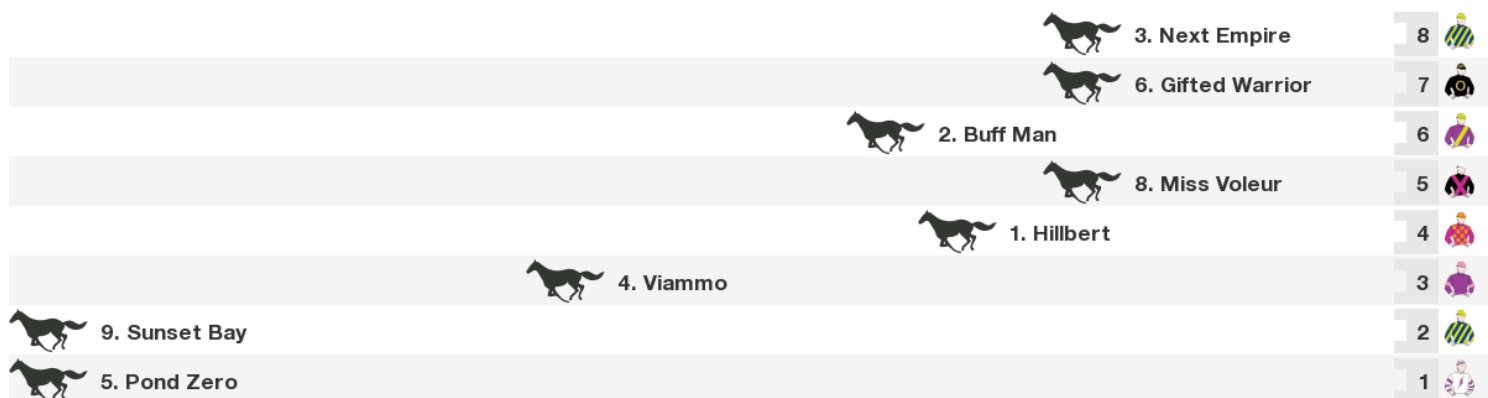 3. Next Empire 8
6. Gifted Warrior 7
2. Buff Man 6
8. Miss Voleur 5
1. Hillbert 4
4. Viammo 3
9. Sunset Bay 2
5. Pond Zero 1